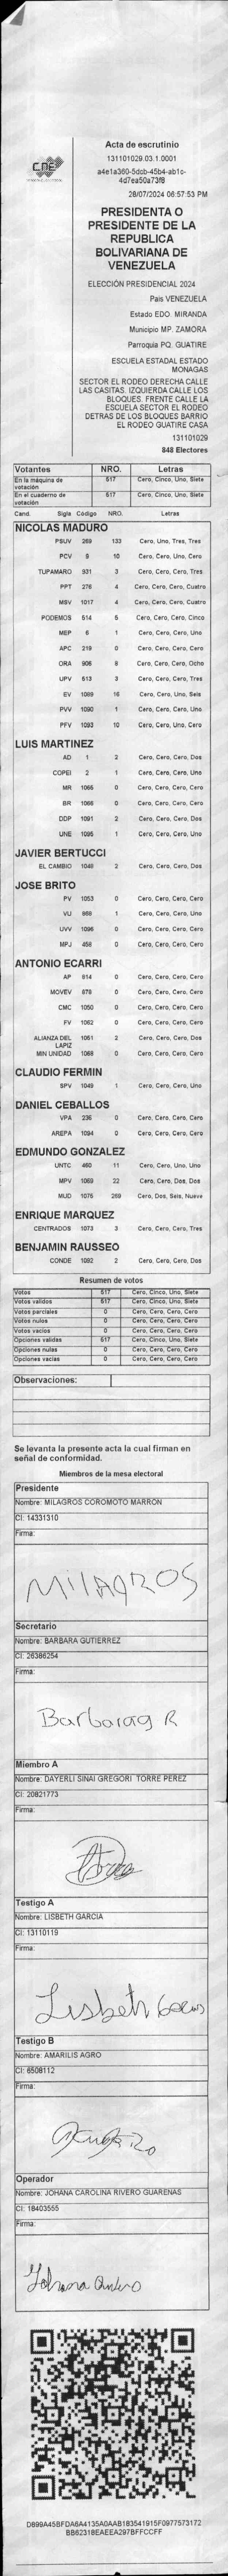 CNE
Acta de escrutinio
131101029.03.1.0001
a4e1a360-5dcb-45b4-ab1c-
4d7ea50a73f8
28/07/2024 06:57:53 PM
PRESIDENTA O
PRESIDENTE DE LA
REPUBLICA
BOLIVARIANA DE
VENEZUELA
ELECCIÓN PRESIDENCIAL 2024
Pais VENEZUELA
Estado EDO. MIRANDA
Municipio MP. ZAMORA
Parroquia PQ. GUATIRE
ESCUELA ESTADAL ESTADO
MONAGAS
SECTOR EL RODEO DERECHA CALLE
LAS CASITAS. IZQUIERDA CALLE LOS
BLOQUES. FRENTE CALLE LA
ESCUELA SECTOR EL RODEO
DETRAS DE LOS BLOQUES BARRIO
EL RODEO GUATIRE CASA
131101029
848 Electores
Votantes NRO. Letras
En la máquina de votación 517 Cero, Cinco, Uno, Siete
En el cuaderno de votación 517 Cero, Cinco, Uno, Siete
Cand. Sigla Código NRO. Letras
NICOLAS MADURO
PSUV 269 133 Cero, Uno, Tres, Tres
PCV 9 10 Cero, Cero, Uno, Cero
TUPAMARO 931 3 Cero, Cero, Cero, Tres
PPT 276 4 Cero, Cero, Cero, Cuatro
MSV 1017 4 Cero, Cero, Cero, Cuatro
PODEMOS 514 5 Cero, Cero, Cero, Cinco
MEP 6 1 Cero, Cero, Cero, Uno
APC 219 0 Cero, Cero, Cero, Cero
ORA 906 8 Cero, Cero, Cero, Ocho
UPV 513 3 Cero, Cero, Cero, Tres
EV 1089 16 Cero, Cero, Uno, Seis
PVV 1090 1 Cero, Cero, Cero, Uno
PFV 1093 10 Cero, Cero, Uno, Cero
LUIS MARTINEZ
AD 1 2 Cero, Cero, Cero, Dos
COPEI 2 1 Cero, Cero, Cero, Uno
MR 1065 0 Cero, Cero, Cero, Cero
BR 1066 0 Cero, Cero, Cero, Cero
DDP 1091 2 Cero, Cero, Cero, Dos
UNE 1095 1 Cero, Cero, Cero, Uno
JAVIER BERTUCCI
EL CAMBIO 1048 2 Cero, Cero, Cero, Dos
JOSE BRITO
PV 1053 0 Cero, Cero, Cero, Cero
VU 868 1 Cero, Cero, Cero, Uno
UVV 1096 0 Cero, Cero, Cero, Cero
MPJ 458 0 Cero, Cero, Cero, Cero
ANTONIO ECARRI
AP 814 0 Cero, Cero, Cero, Cero
MOVEV 878 0 Cero, Cero, Cero, Cero
CMC 1050 0 Cero, Cero, Cero, Cero
FV 1062 0 Cero, Cero, Cero, Cero
ALIANZA DEL LAPIZ 1051 2 Cero, Cero, Cero, Dos
MIN UNIDAD 1068 0 Cero, Cero, Cero, Cero
CLAUDIO FERMIN
SPV 1049 1 Cero, Cero, Cero, Uno
DANIEL CEBALLOS
VPA 236 0 Cero, Cero, Cero, Cero
AREPA 1094 0 Cero, Cero, Cero, Cero
EDMUNDO GONZALEZ
UNTC 460 11 Cero, Cero, Uno, Uno
MPV 1069 22 Cero, Cero, Dos, Dos
MUD 1076 269 Cero, Dos, Seis, Nueve
ENRIQUE MARQUEZ
CENTRADOS 1073 3 Cero, Cero, Cero, Tres
BENJAMIN RAUSSEO
CONDE 1092 2 Cero, Cero, Cero, Dos
Resumen de votos
Votos 517 Cero, Cinco, Uno, Siete
Votos validos 517 Cero, Cinco, Uno, Siete
Votos parciales 0 Cero, Cero, Cero, Cero
Votos nulos 0 Cero, Cero, Cero, Cero
Votos vacios 0 Cero, Cero, Cero, Cero
Opciones validas 517 Cero, Cinco, Uno, Siete
Opciones nulas 0 Cero, Cero, Cero, Cero
Opciones vacias 0 Cero, Cero, Cero, Cero
Observaciones:
Se levanta la presente acta la cual firman en
señal de conformidad.
Miembros de la mesa electoral
Presidente
Nombre: MILAGROS COROMOTO MARRON
CI: 14331310
Firma:
MILAGROS
Secretario
Nombre: BARBARA GUTIERREZ
CI: 26386254
Firma:
Barbarag R
Miembro A
Nombre: DAYERLI SINAI GREGORI TORRE PEREZ
CI: 20821773
Firma:
Testigo A
Nombre: LISBETH GARCIA
CI: 13110119
Firma:
Lisbeth
Testigo B
Nombre: AMARILIS AGRO
CI: 6508112
Firma:
Operador
Nombre: JOHANA CAROLINA RIVERO GUARENAS
CI: 18403555
Firma:
Johana
D899A45BFDA6A4135A0AAB183541915F0977573172
BB62318EAEEA297BFFCCFF